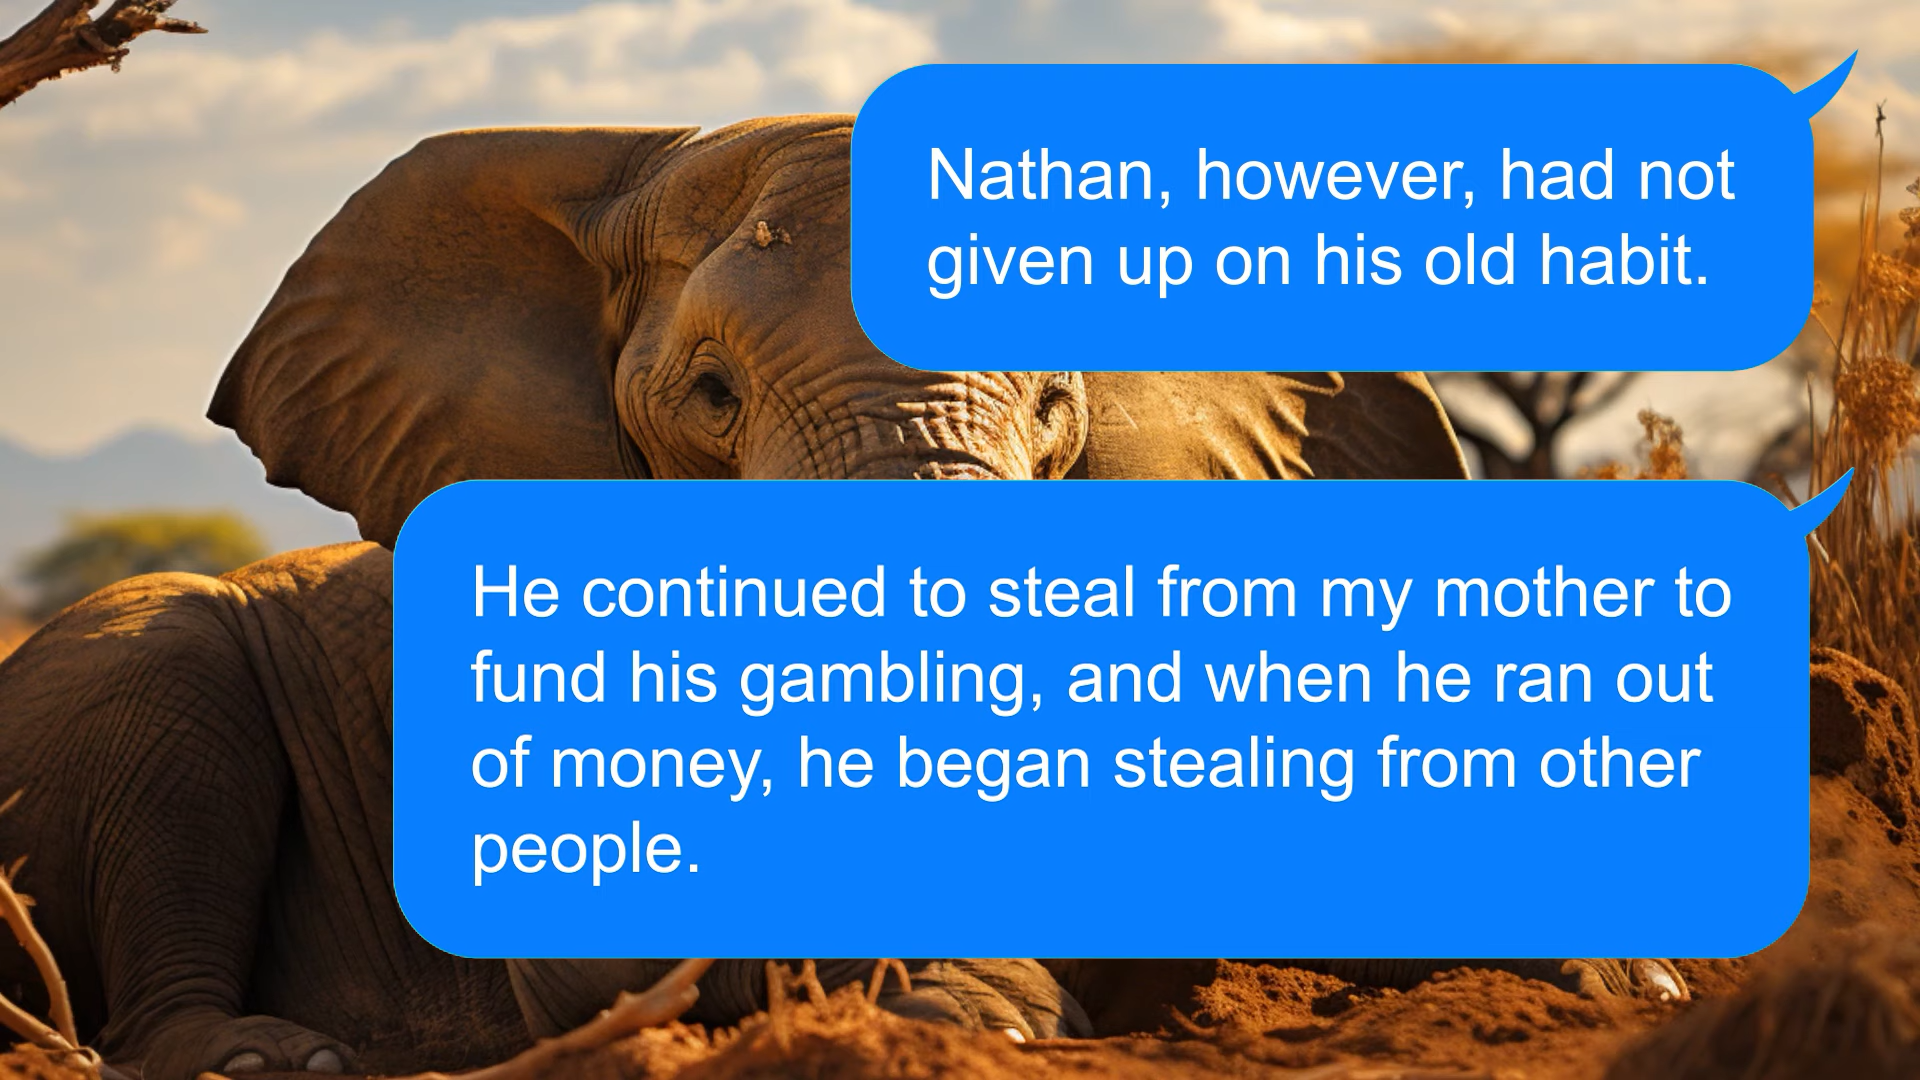 Nathan, however, had not
given up on his old habit.
He continued to steal from my mother to
fund his gambling, and when he ran out
of money, he began stealing from other
people.